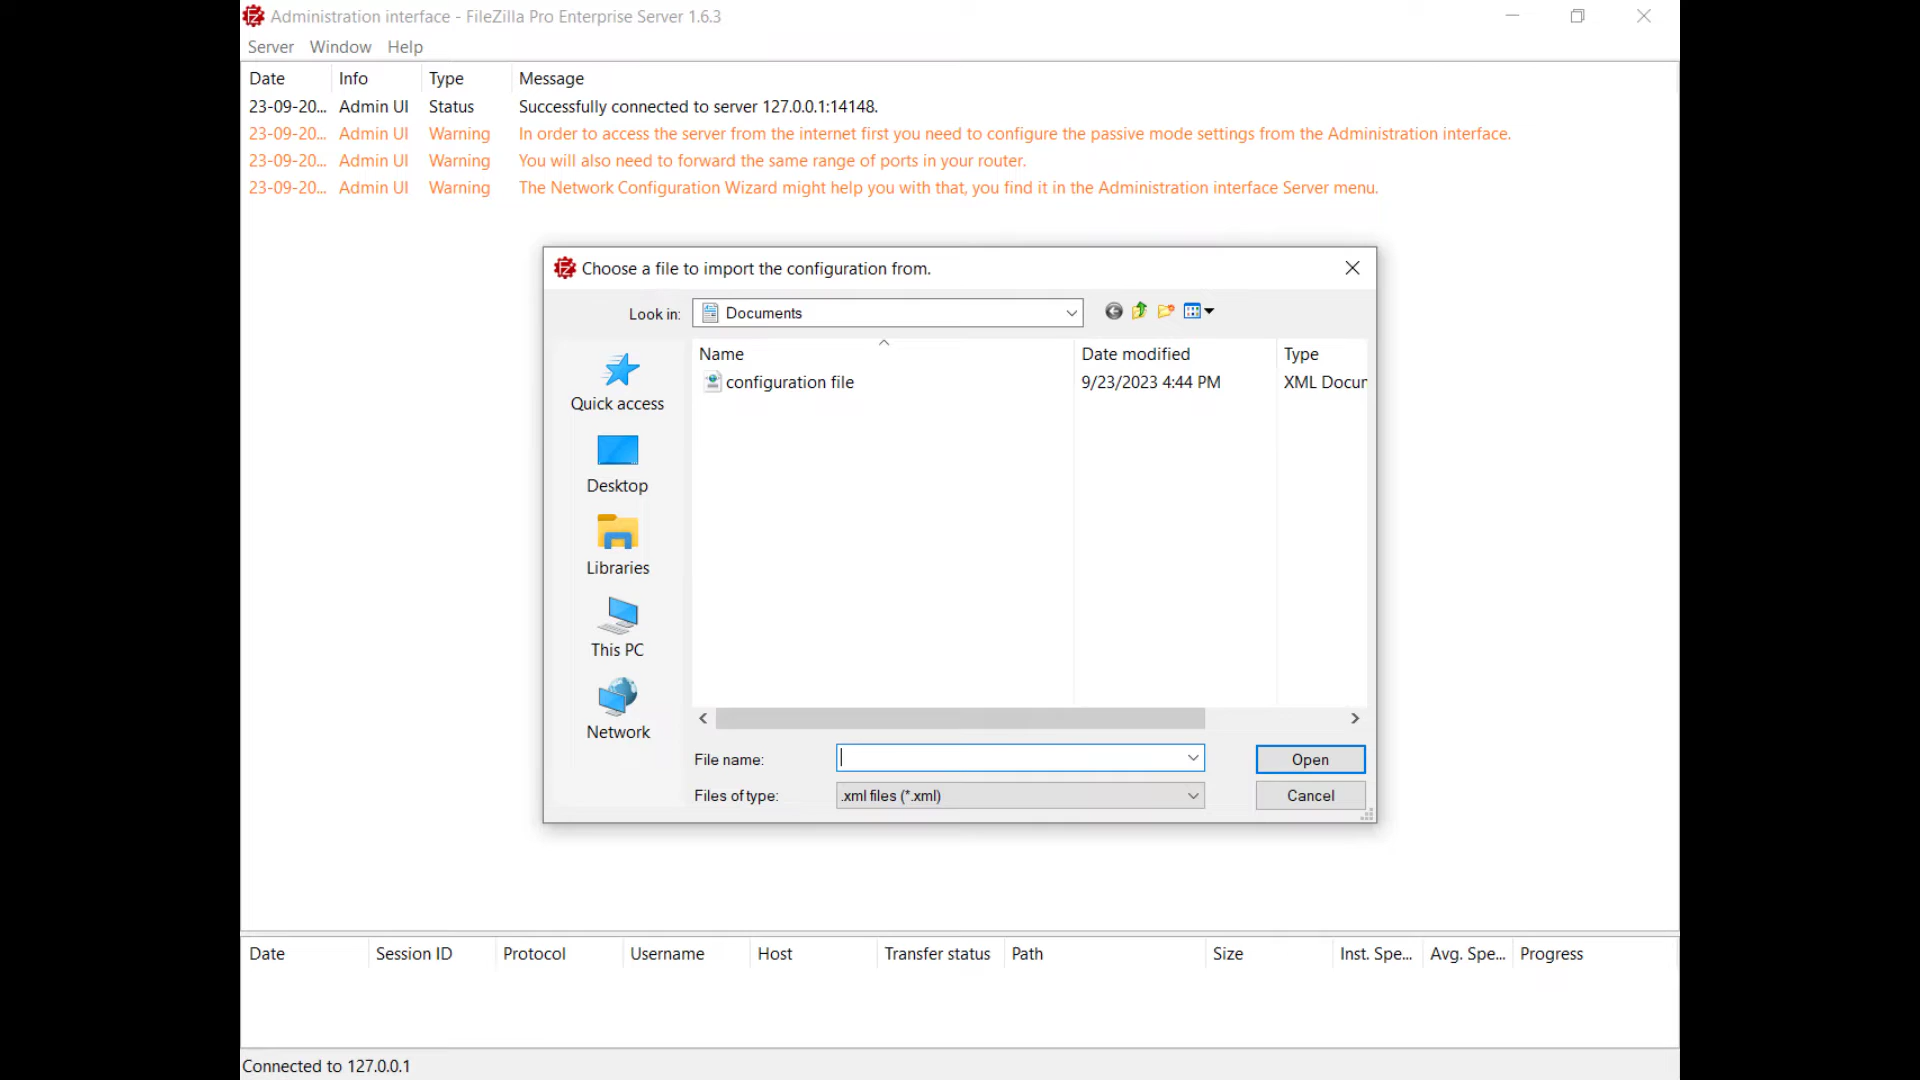 Administration interface - FileZilla Pro Enterprise Server 1.6.3
Server Window Help
Date Info Type Message
23-09-20... Admin UI Status Successfully connected to server 127.0.0.1:14148.
23-09-20... Admin UI Warning In order to access the server from the internet first you need to configure the passive mode settings from the Administration interface.
23-09-20... Admin UI Warning You will also need to forward the same range of ports in your router.
23-09-20... Admin UI Warning The Network Configuration Wizard might help you with that, you find it in the Administration interface Server menu.
Choose a file to import the configuration from.
Look in: Documents
Name Date modified Type
configuration file 9/23/2023 4:44 PM XML Docum
Quick access
Desktop
Libraries
This PC
Network
File name: Open
Files of type: .xml files (*.xml) Cancel
Date Session ID Protocol Username Host Transfer status Path Size Inst. Spe... Avg. Spe... Progress
Connected to 127.0.0.1